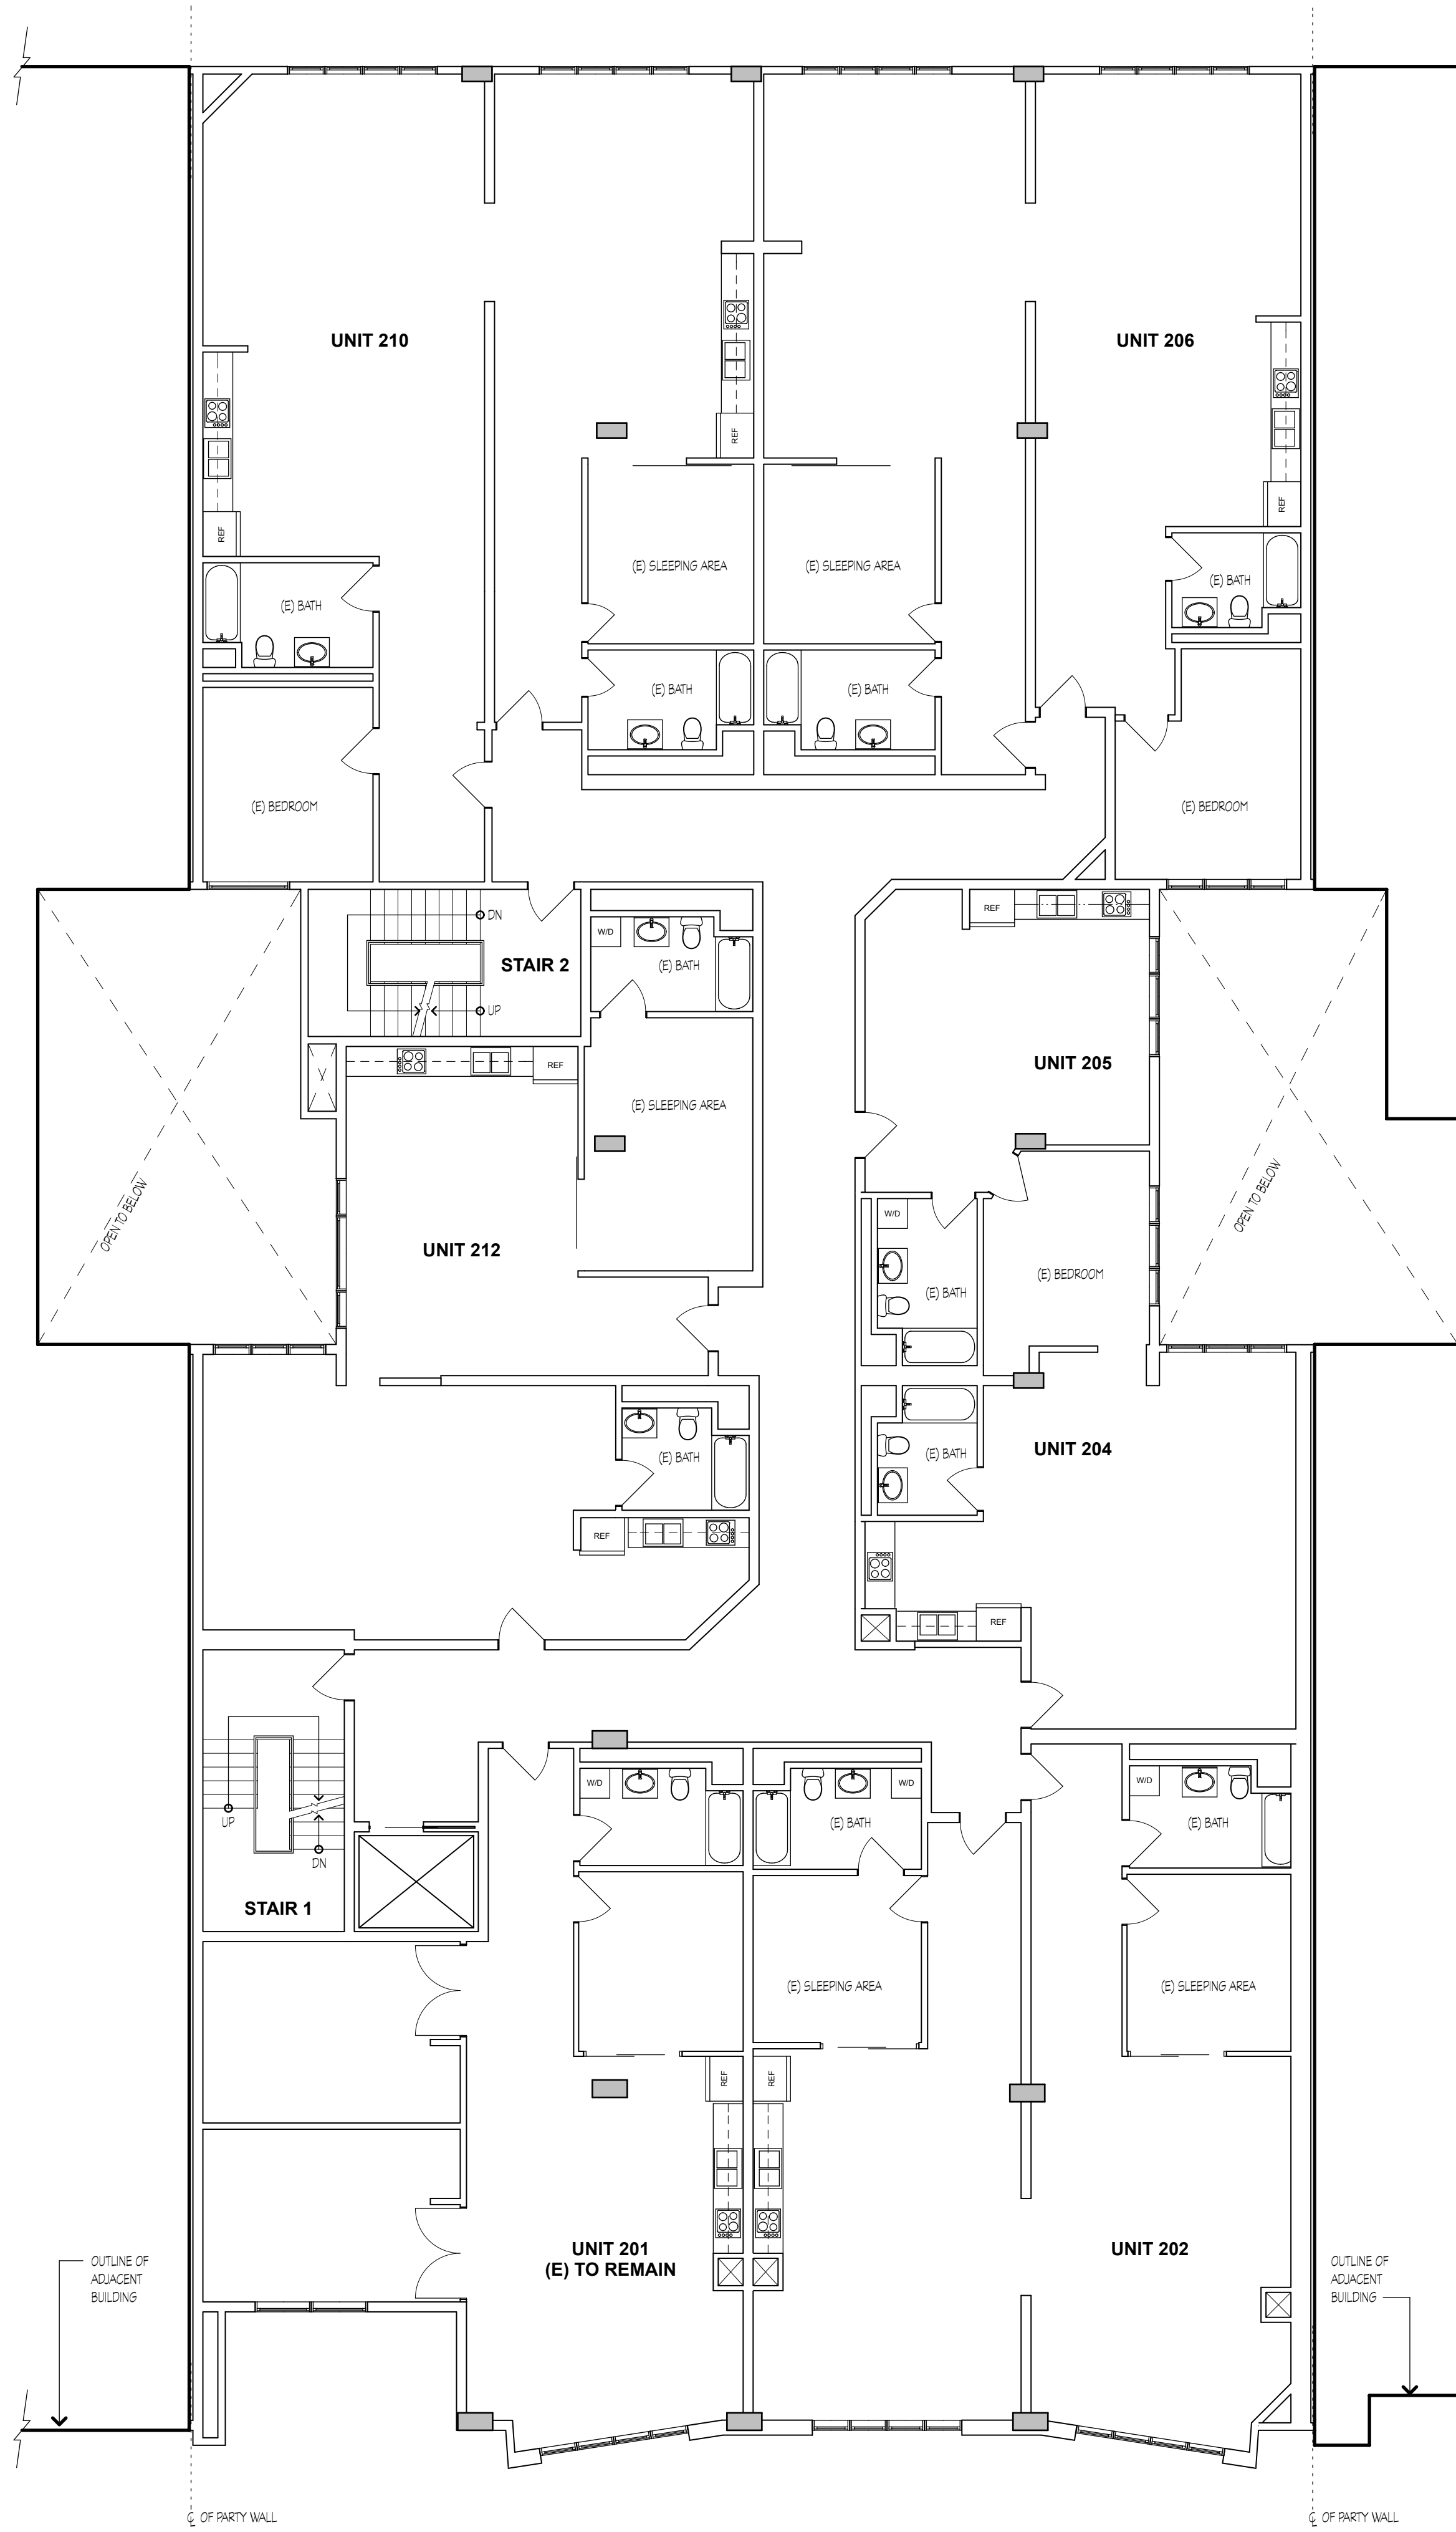 UNIT 210
UNIT 206
REF
REF
REF
(E) SLEEPING AREA
(E) SLEEPING AREA
(E) BATH
(E) BATH
(E) BATH
(E) BATH
(E) BEDROOM
(E) BEDROOM
DN
REF
W/D
STAIR 2
(E) BATH
UP
UNIT 205
REF
(E) SLEEPING AREA
OPEN TO BELOW
OPEN TO BELOW
W/D
UNIT 212
(E) BEDROOM
(E) BATH
UNIT 204
(E) BATH
(E) BATH
REF
REF
W/D
W/D
W/D
UP
(E) BATH
(E) BATH
DN
STAIR 1
(E) SLEEPING AREA
(E) SLEEPING AREA
REF
REF
UNIT 201
(E) TO REMAIN
UNIT 202
OUTLINE OF
ADJACENT
BUILDING
OUTLINE OF
ADJACENT
BUILDING
℄ OF PARTY WALL
℄ OF PARTY WALL